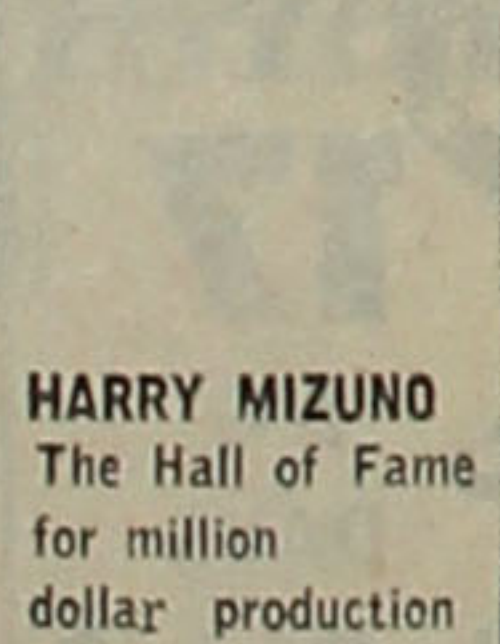 HARRY MIZUNO
The Hall of Fame
for million
dollar production